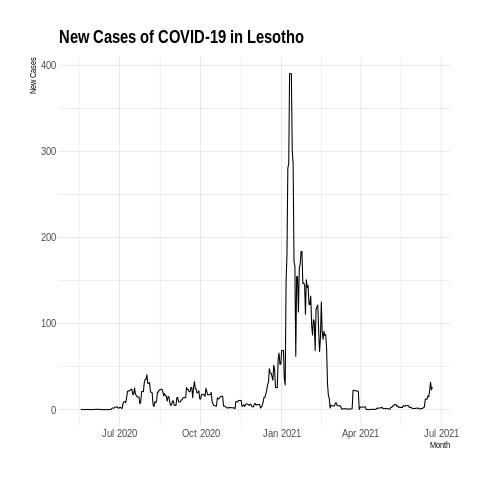 New Cases of COVID-19 in Lesotho
New Cases
400
300
200
100
0
Jul 2020
Oct 2020
Jan 2021
Apr 2021
Jul 2021
Month